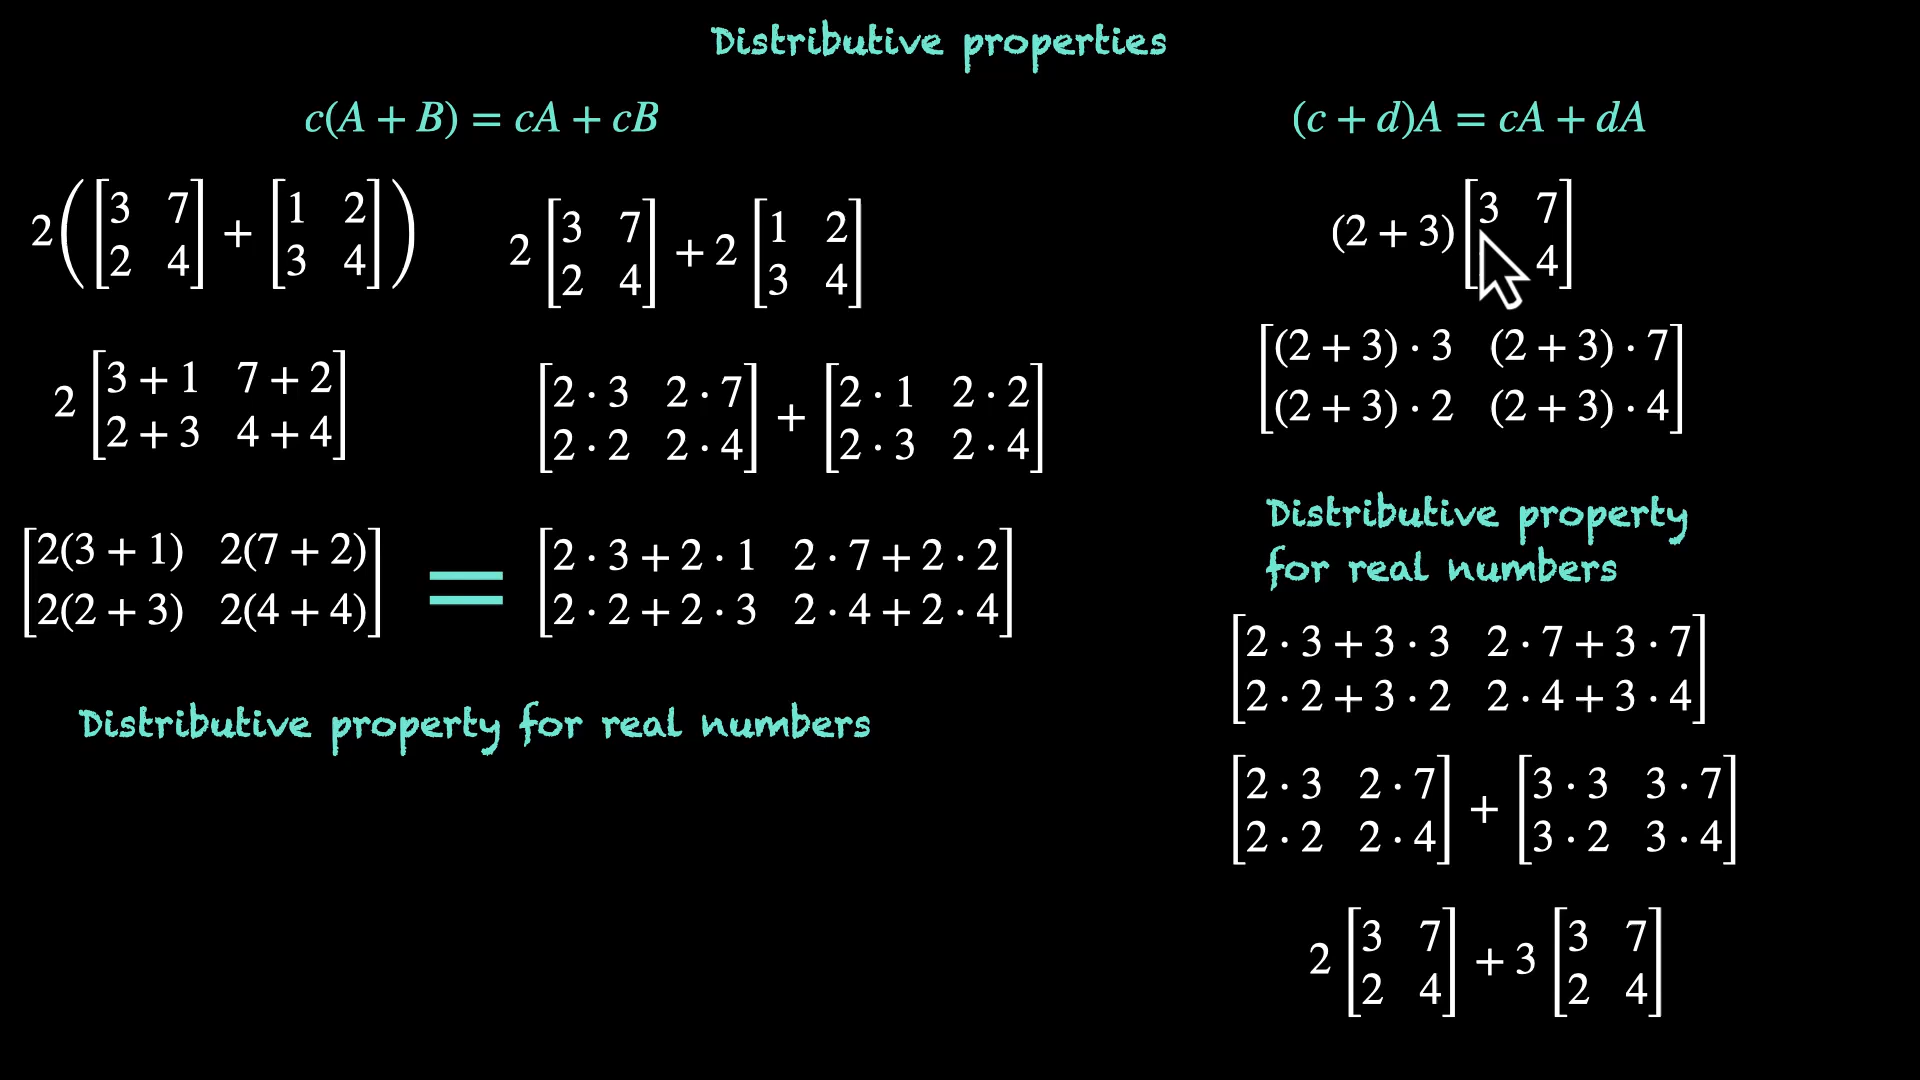 Distributive properties
c(A + B) = cA + cB
2([3 7] + [1 2]) 2[3 7] + 2[1 2]
[2 4] [3 4] [2 4] [3 4]
2[3 + 1 7 + 2] [2 · 3 2 · 7] + [2 · 1 2 · 2]
[2 + 3 4 + 4] [2 · 2 2 · 4] [2 · 3 2 · 4]
[2(3 + 1) 2(7 + 2)] = [2 · 3 + 2 · 1 2 · 7 + 2 · 2]
[2(2 + 3) 2(4 + 4)] [2 · 2 + 2 · 3 2 · 4 + 2 · 4]
Distributive property for real numbers
(c + d)A = cA + dA
(2 + 3)[3 7]
[4]
[(2 + 3) · 3 (2 + 3) · 7]
[(2 + 3) · 2 (2 + 3) · 4]
Distributive property
for real numbers
[2 · 3 + 3 · 3 2 · 7 + 3 · 7]
[2 · 2 + 3 · 2 2 · 4 + 3 · 4]
[2 · 3 2 · 7] + [3 · 3 3 · 7]
[2 · 2 2 · 4] [3 · 2 3 · 4]
2[3 7] + 3[3 7]
[2 4] [2 4]